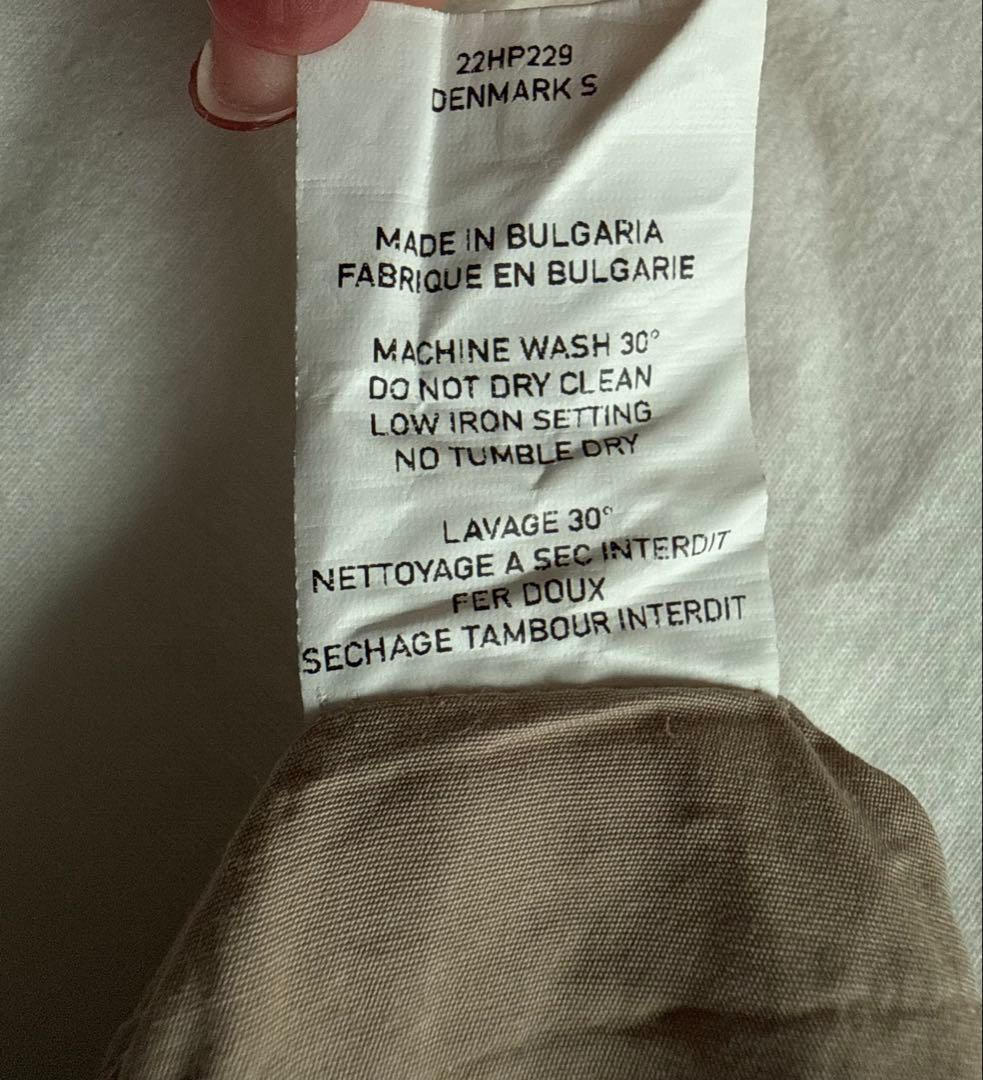 22HP229
DENMARK S
MADE IN BULGARIA
FABRIQUE EN BULGARIE
MACHINE WASH 30°
DO NOT DRY CLEAN
LOW IRON SETTING
NO TUMBLE DRY
LAVAGE 30°
NETTOYAGE A SEC INTERDIT
FER DOUX
SECHAGE TAMBOUR INTERDIT